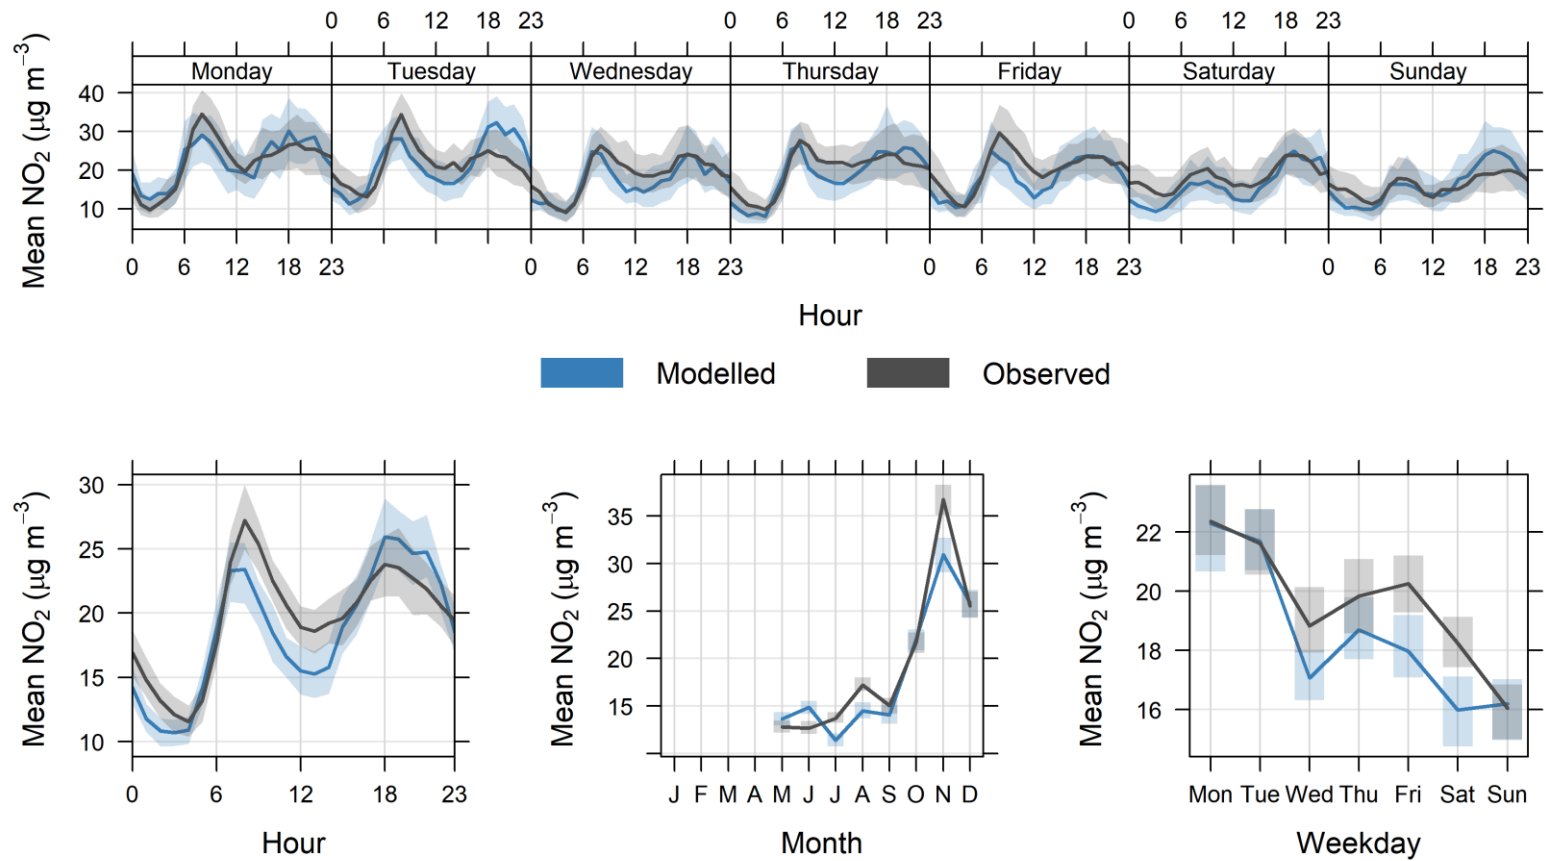 0 6 12 18 23 0 6 12 18 23 0 6 12 18 23
Monday Tuesday Wednesday Thursday Friday Saturday Sunday
Mean NO₂ (μg m⁻³)
40
30
20
10
0 6 12 18 23 0 6 12 18 23 0 6 12 18 23 0 6 12 18 23
Hour
Modelled Observed
Mean NO₂ (μg m⁻³)
30
25
20
15
10
0 6 12 18 23
Hour
Mean NO₂ (μg m⁻³)
35
30
25
20
15
J F M A M J J A S O N D
Month
Mean NO₂ (μg m⁻³)
22
20
18
16
Mon Tue Wed Thu Fri Sat Sun
Weekday